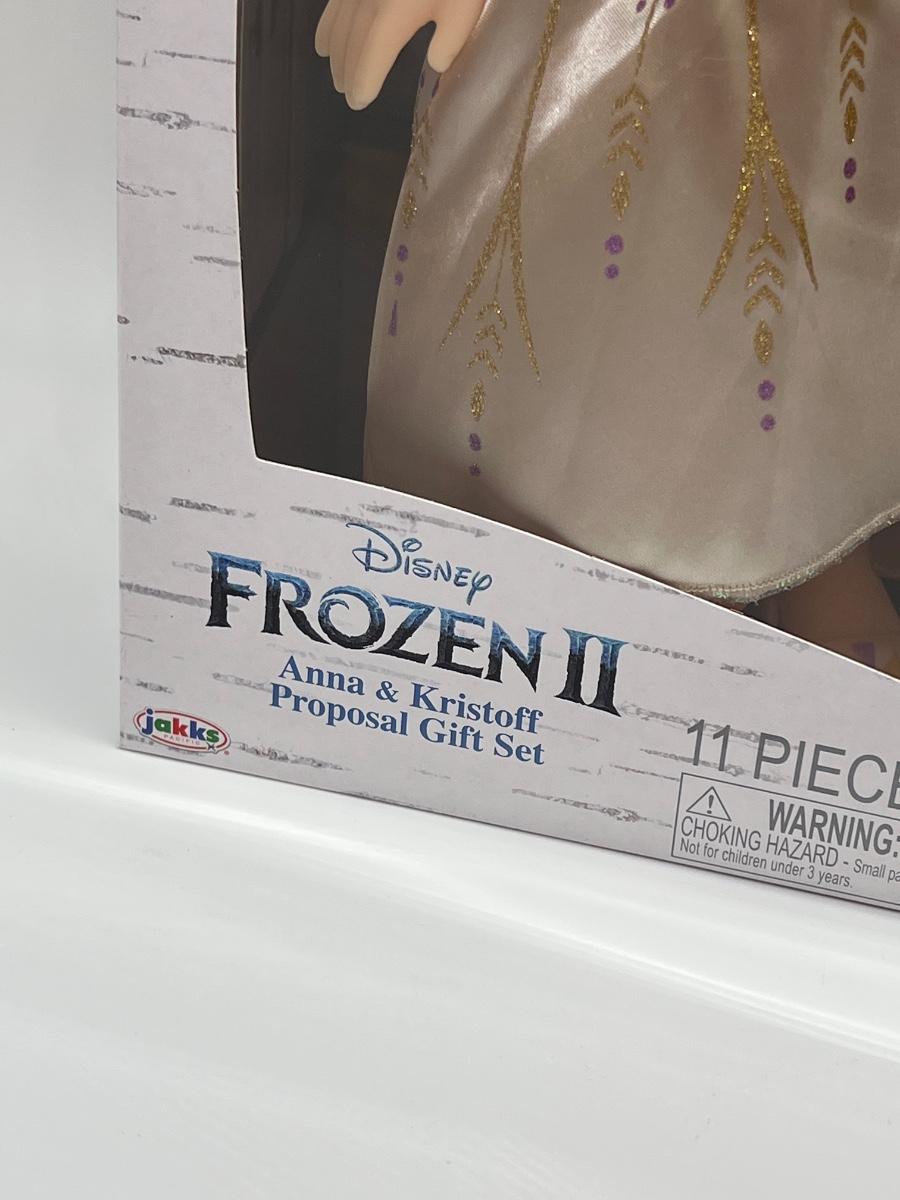 Disney
FROZEN II
Anna & Kristoff
Proposal Gift Set
jakks
PACIFIC
11 PIECE
WARNING:
CHOKING HAZARD - Small pa
Not for children under 3 years.